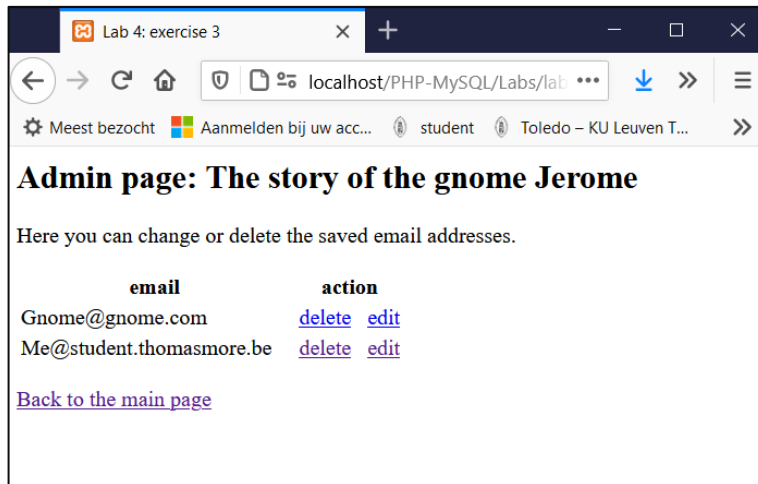 Lab 4: exercise 3
localhost/PHP-MySQL/Labs/lab
Meest bezocht Aanmelden bij uw acc... student Toledo – KU Leuven T...
Admin page: The story of the gnome Jerome
Here you can change or delete the saved email addresses.
email action
Gnome@gnome.com delete edit
Me@student.thomasmore.be delete edit
Back to the main page